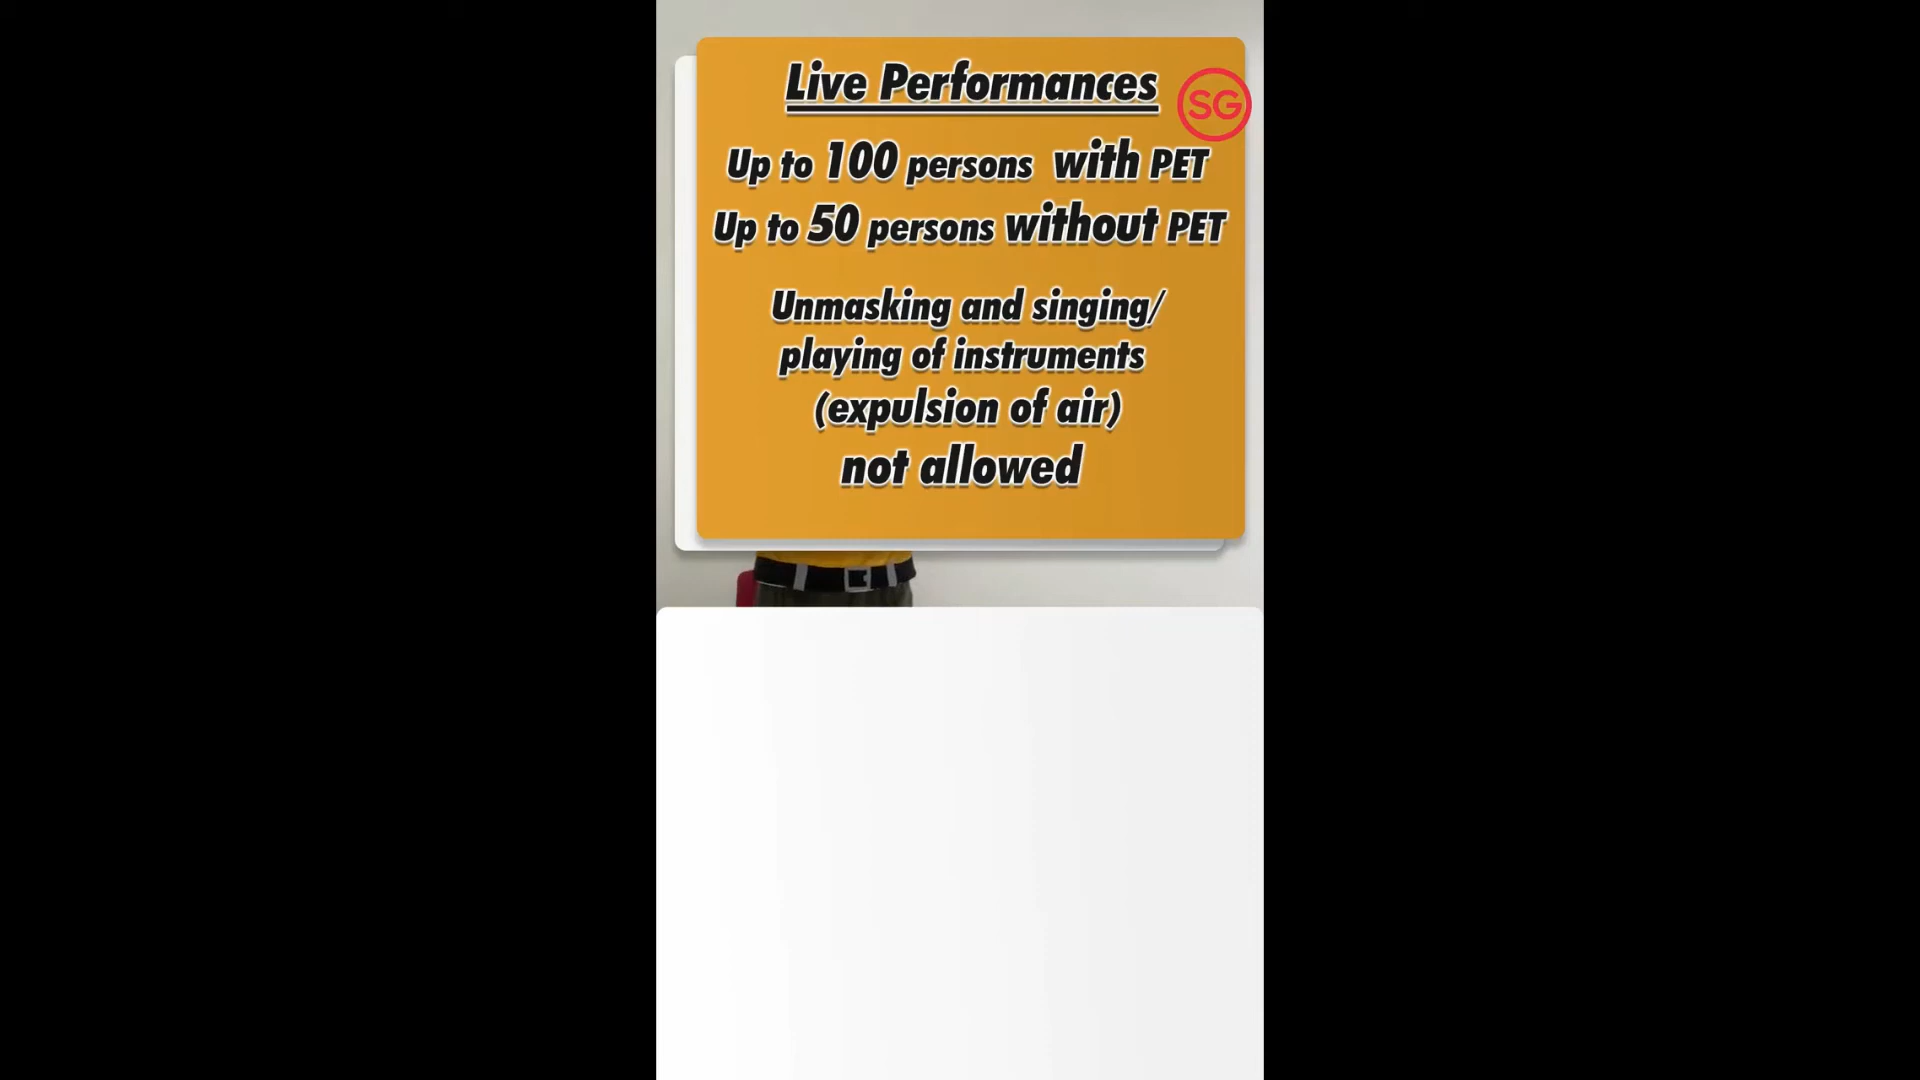 Live Performances
SG
Up to 100 persons with PET
Up to 50 persons without PET
Unmasking and singing/
playing of instruments
(expulsion of air)
not allowed